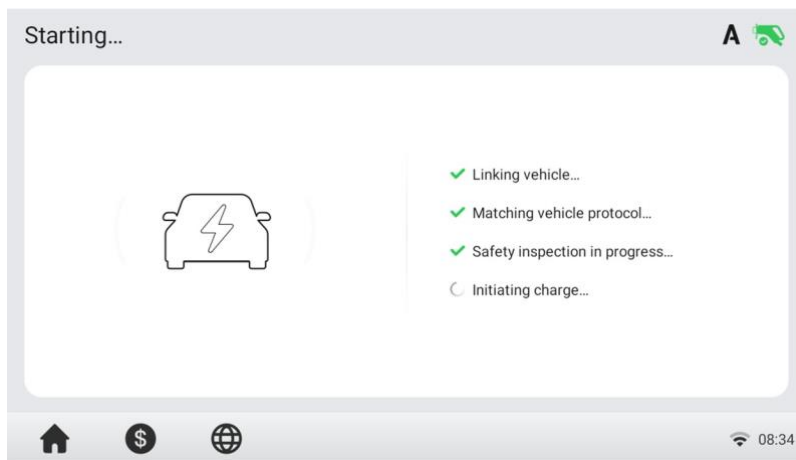 Starting…
A
Linking vehicle…
Matching vehicle protocol…
Safety inspection in progress…
Initiating charge…
$
08:34